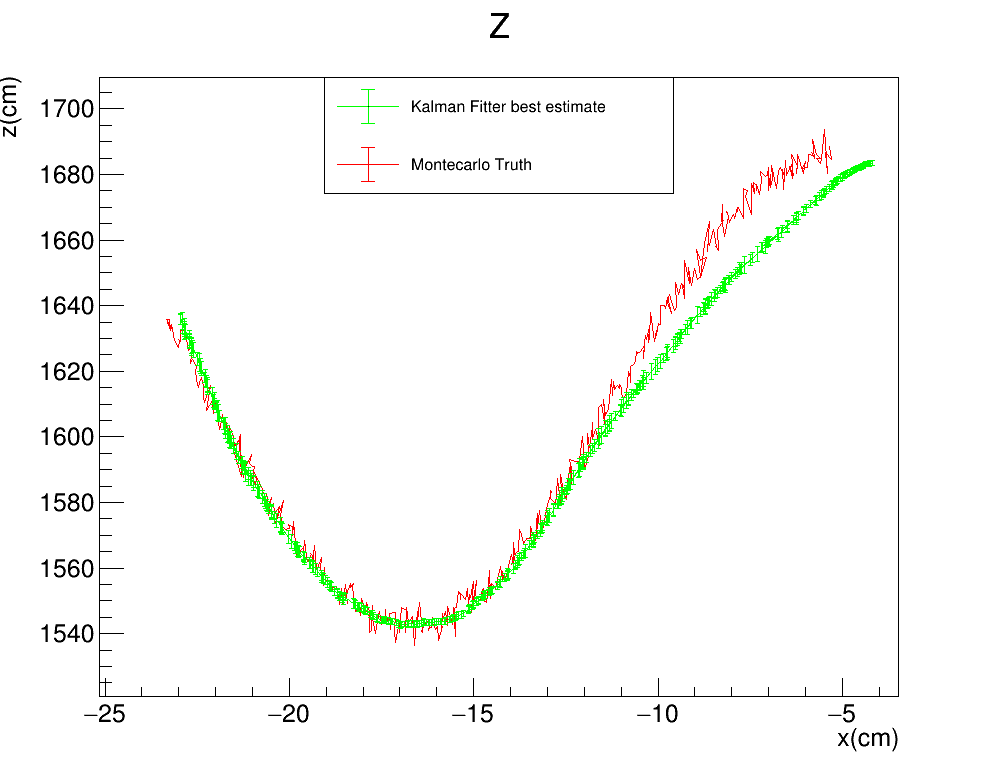 Z
z(cm)
Kalman Fitter best estimate
Montecarlo Truth
1700
1680
1660
1640
1620
1600
1580
1560
1540
−25 −20 −15 −10 −5
x(cm)